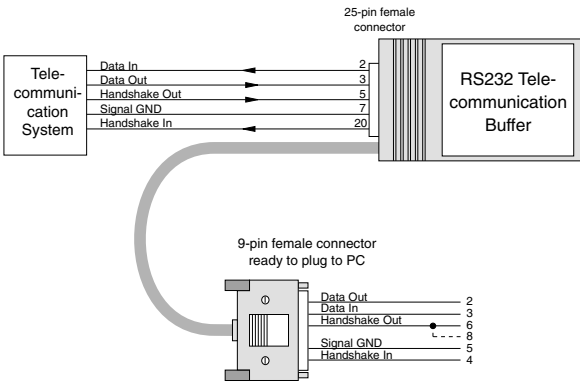 25-pin female
connector
Tele-
communi-
cation
System
Data In 2
Data Out 3
Handshake Out 5
Signal GND 7
Handshake In 20
RS232 Tele-
communication
Buffer
9-pin female connector
ready to plug to PC
Data Out 2
Data In 3
Handshake Out 6
8
Signal GND 5
Handshake In 4